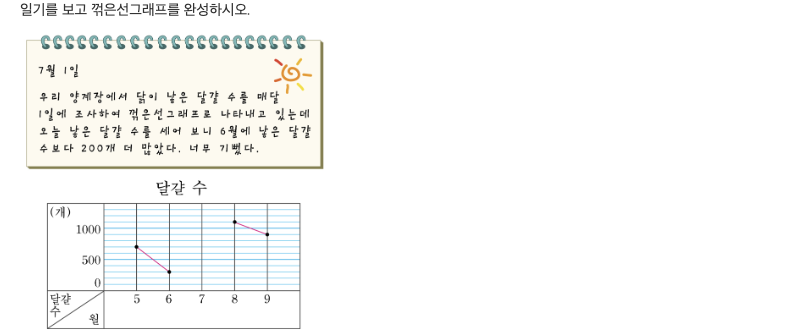 일기를 보고 꺾은선그래프를 완성하시오.
7월 1일
우리 양계장에서 닭이 낳은 달걀 수를 매달
1일에 조사하여 꺾은선그래프로 나타내고 있는데
오늘 낳은 달걀 수를 세어 보니 6월에 낳은 달걀
수보다 200개 더 많았다. 너무 기뻤다.
달걀 수
(개)
1000
500
0
달걀
수
월
5 6 7 8 9